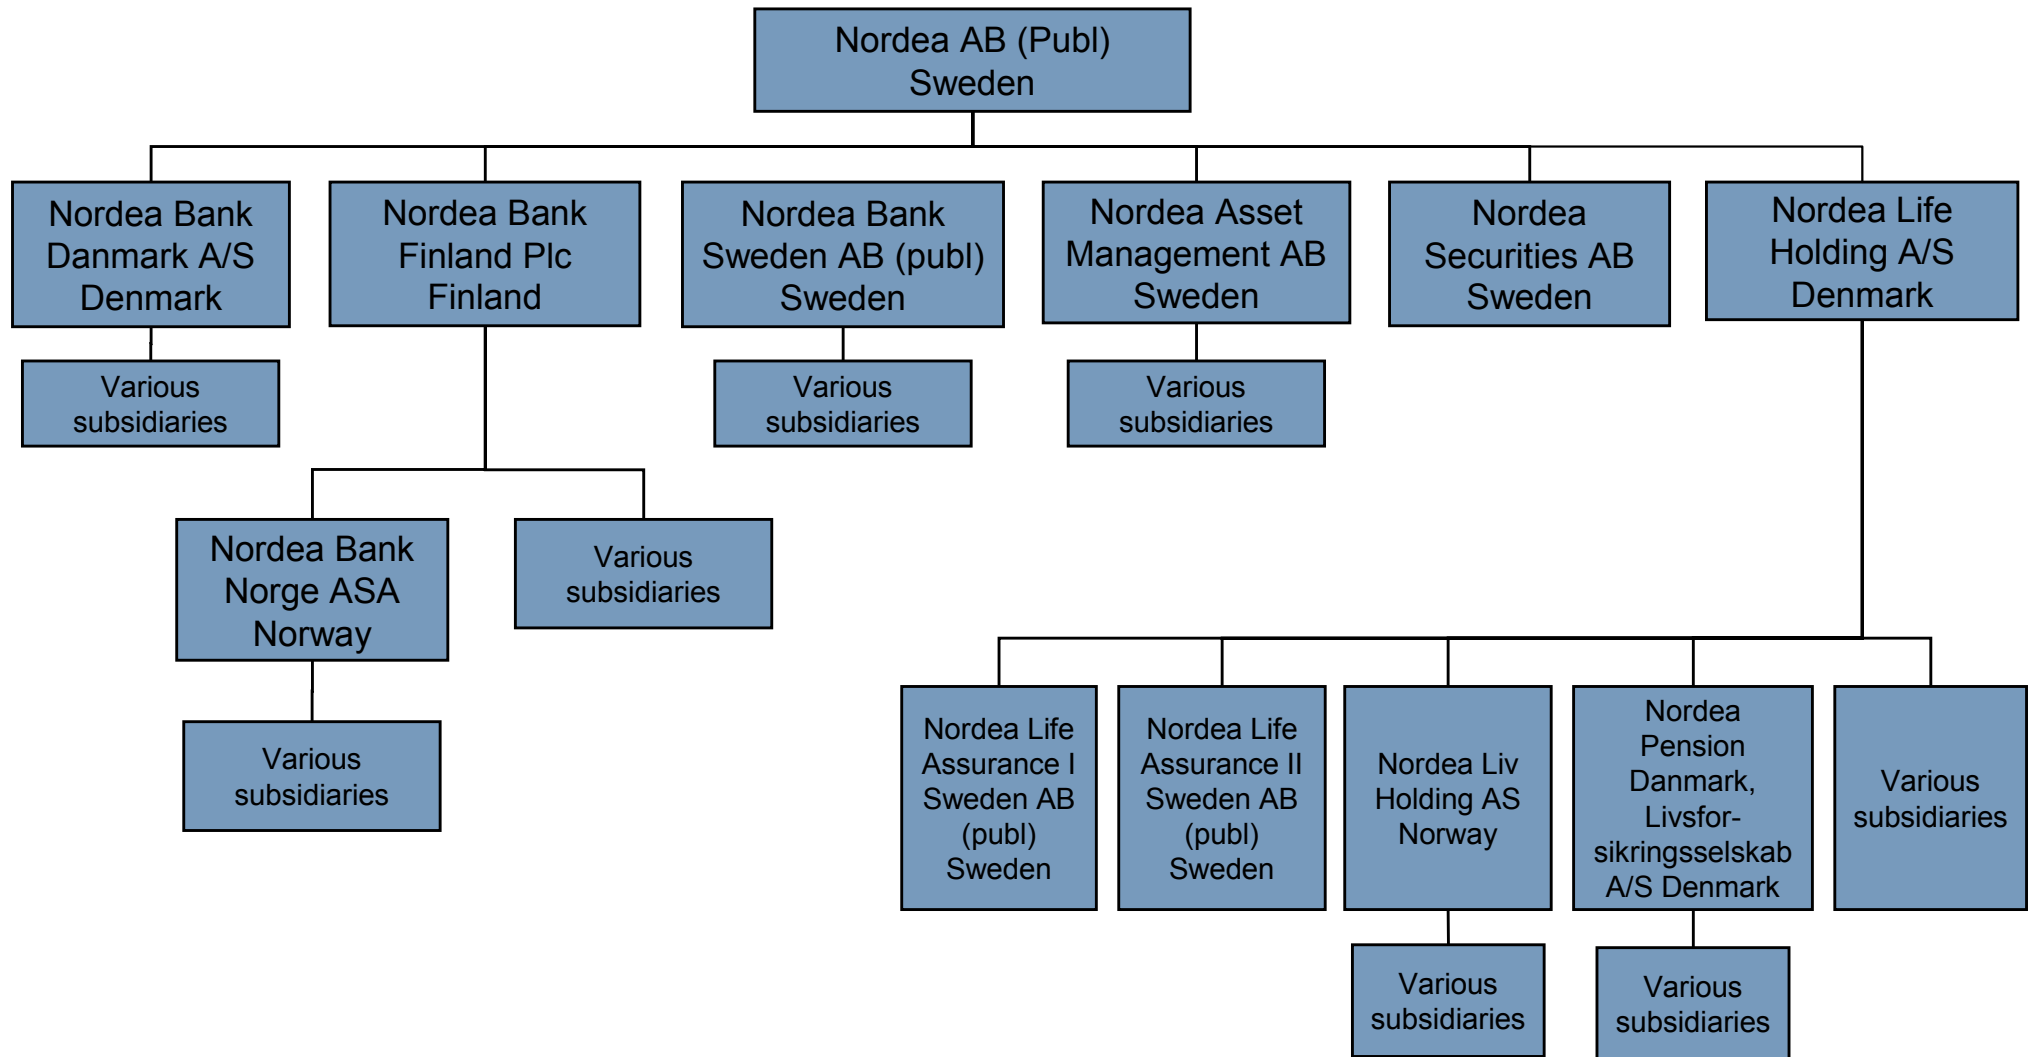 Nordea AB (Publ)
Sweden
Nordea Bank
Danmark A/S
Denmark
Nordea Bank
Finland Plc
Finland
Nordea Bank
Sweden AB (publ)
Sweden
Nordea Asset
Management AB
Sweden
Nordea
Securities AB
Sweden
Nordea Life
Holding A/S
Denmark
Various
subsidiaries
Various
subsidiaries
Various
subsidiaries
Nordea Bank
Norge ASA
Norway
Various
subsidiaries
Various
subsidiaries
Nordea Life
Assurance I
Sweden AB
(publ)
Sweden
Nordea Life
Assurance II
Sweden AB
(publ)
Sweden
Nordea Liv
Holding AS
Norway
Nordea
Pension
Danmark,
Livsfor-
sikringsselskab
A/S Denmark
Various
subsidiaries
Various
subsidiaries
Various
subsidiaries